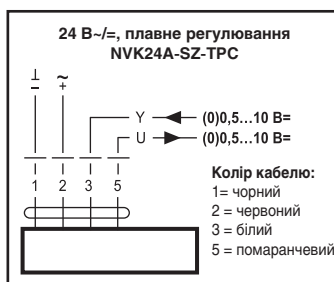 24 В~/=, плавне регулювання
NVK24A-SZ-TPC
⊥ ~
– +
Y (0)0,5...10 В=
U (0)0,5...10 В=
1 2 3 5
Колір кабелю:
1= чорний
2 = червоний
3 = білий
5 = помаранчевий